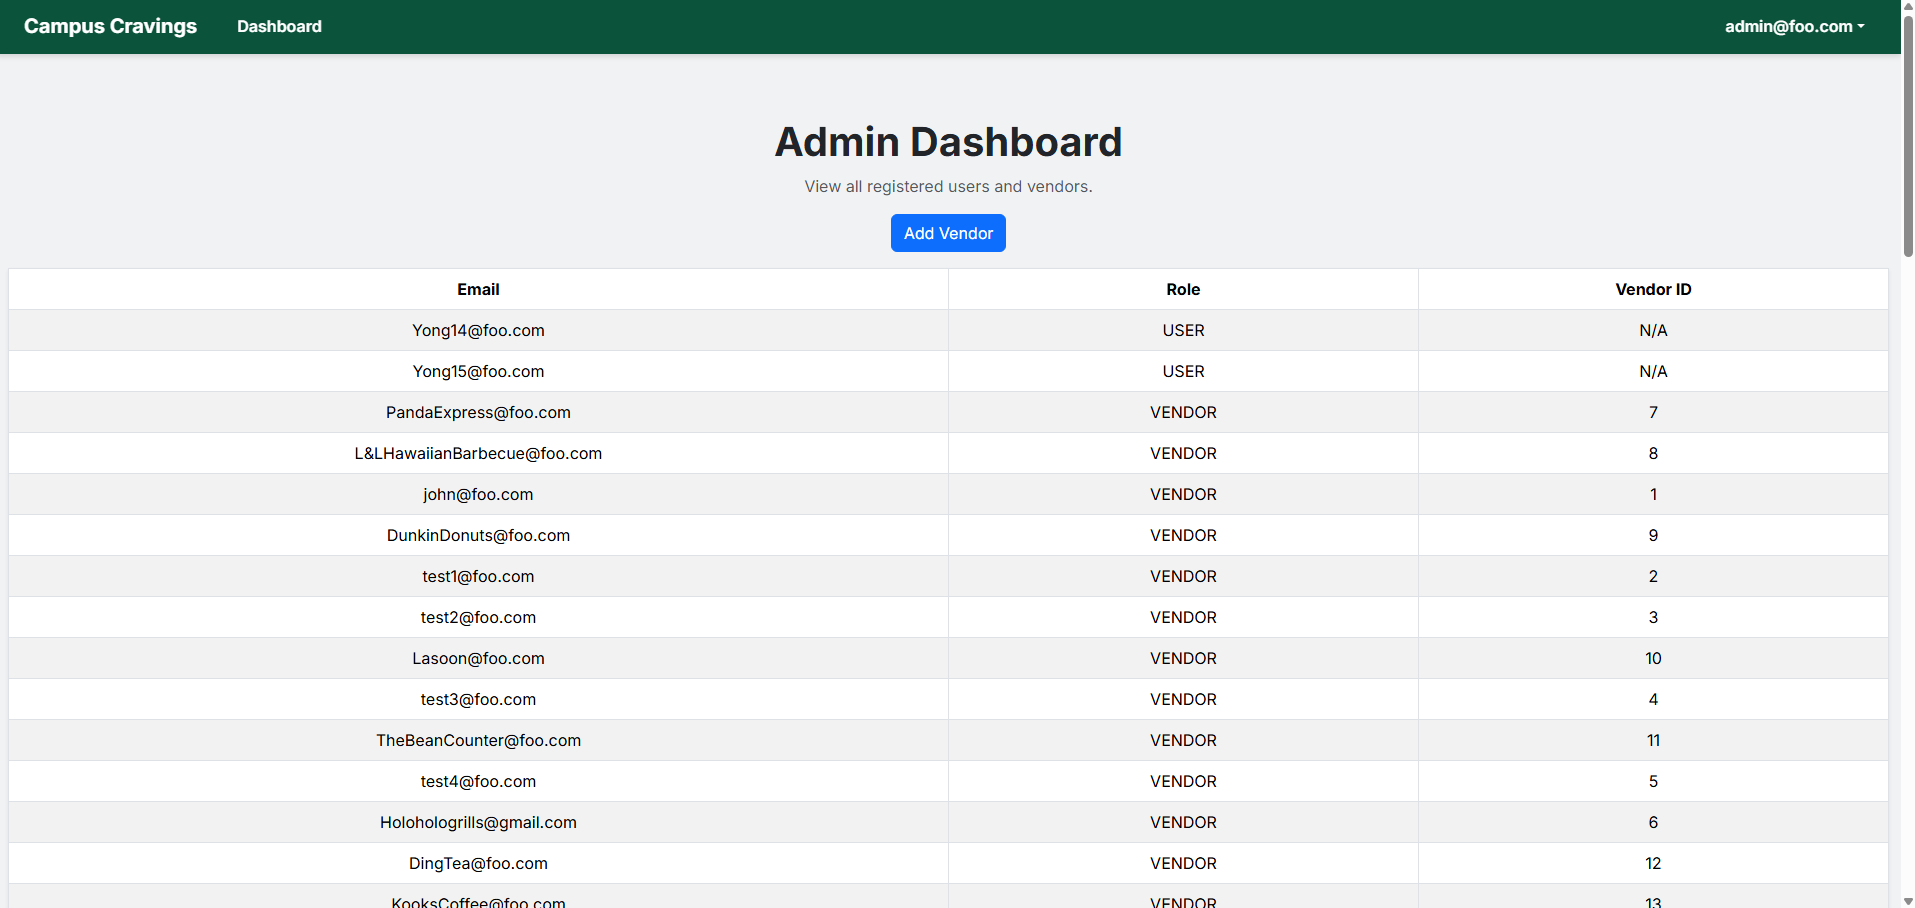 Campus Cravings Dashboard admin@foo.com
Admin Dashboard
View all registered users and vendors.
Add Vendor
Email Role Vendor ID
Yong14@foo.com USER N/A
Yong15@foo.com USER N/A
PandaExpress@foo.com VENDOR 7
L&LHawaiianBarbecue@foo.com VENDOR 8
john@foo.com VENDOR 1
DunkinDonuts@foo.com VENDOR 9
test1@foo.com VENDOR 2
test2@foo.com VENDOR 3
Lasoon@foo.com VENDOR 10
test3@foo.com VENDOR 4
TheBeanCounter@foo.com VENDOR 11
test4@foo.com VENDOR 5
Holohologrills@gmail.com VENDOR 6
DingTea@foo.com VENDOR 12
KooksCoffee@foo.com VENDOR 13